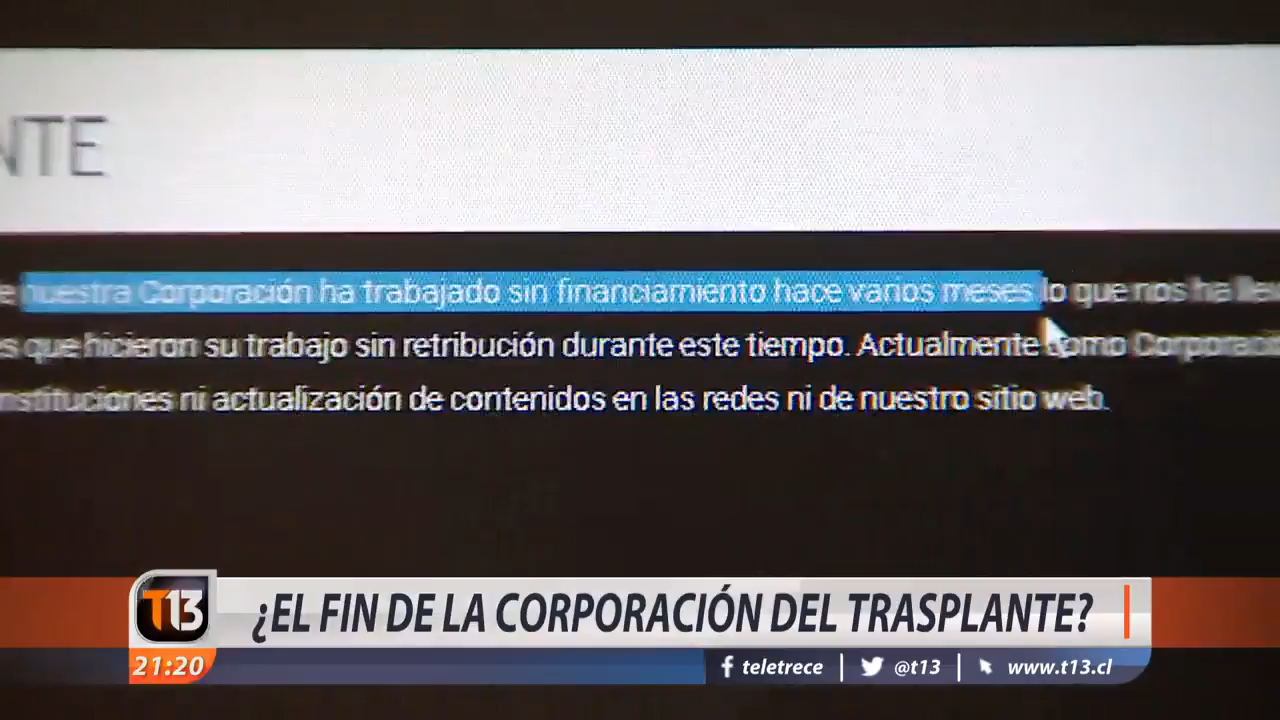 NTE
e nuestra Corporación ha trabajado sin financiamiento hace varios meses lo que nos ha
s que hicieron su trabajo sin retribución durante este tiempo. Actualmente como
nstituciones ni actualización de contenidos en las redes ni de nuestro sitio web.
T13 ¿EL FIN DE LA CORPORACIÓN DEL TRASPLANTE?
21:20 teletrece | @t13 | www.t13.cl